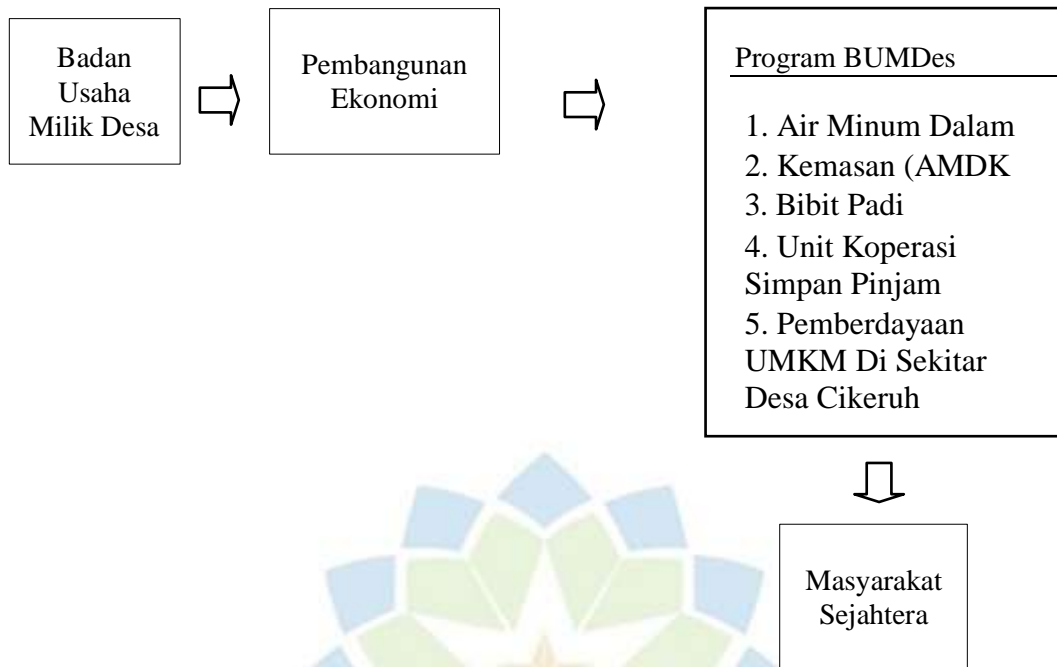 Badan
Usaha
Milik Desa
Pembangunan
Ekonomi
Program BUMDes
1. Air Minum Dalam
2. Kemasan (AMDK
3. Bibit Padi
4. Unit Koperasi
Simpan Pinjam
5. Pemberdayaan
UMKM Di Sekitar
Desa Cikeruh
Masyarakat
Sejahtera